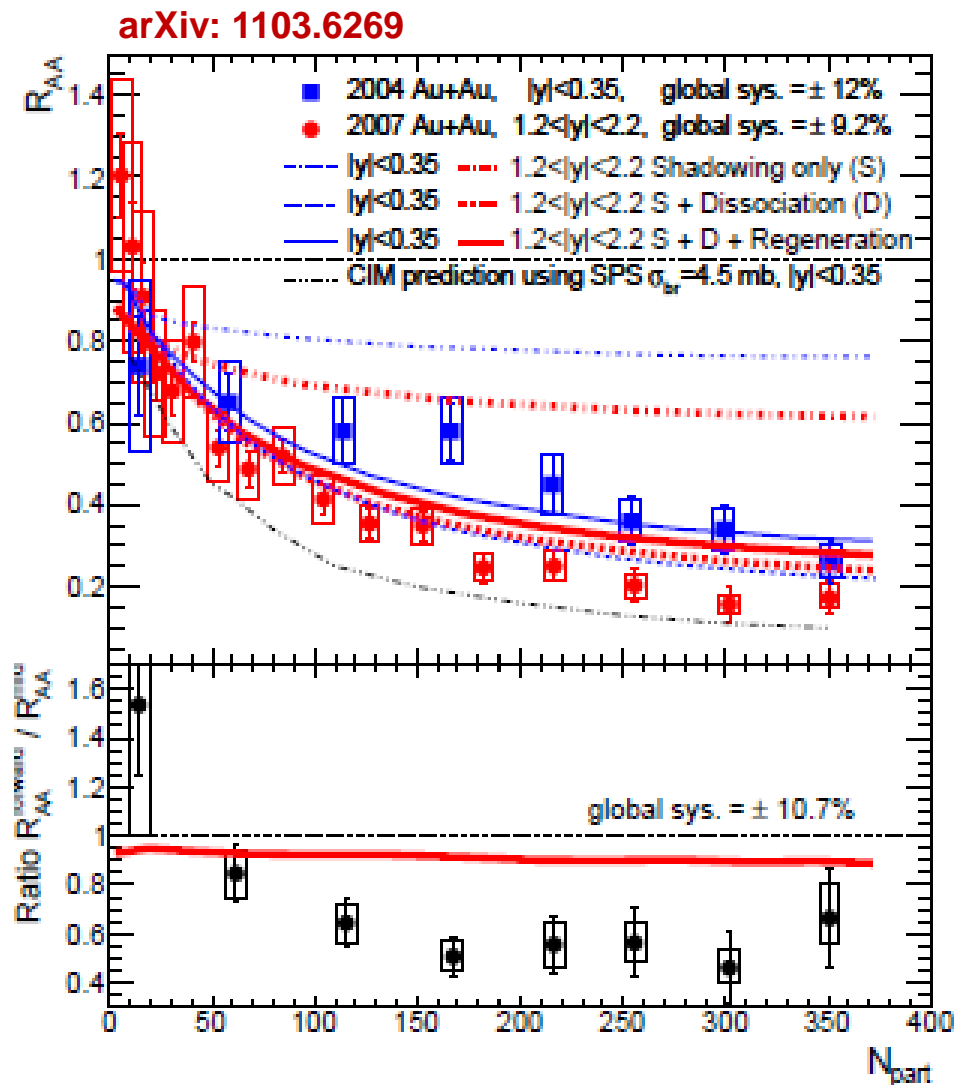 arXiv: 1103.6269
R_AA
2004 Au+Au, |y|<0.35, global sys. = ± 12%
2007 Au+Au, 1.2<|y|<2.2, global sys. = ± 9.2%
|y|<0.35 1.2<|y|<2.2 Shadowing only (S)
|y|<0.35 1.2<|y|<2.2 S + Dissociation (D)
|y|<0.35 1.2<|y|<2.2 S + D + Regeneration
CIM prediction using SPS σ_br=4.5 mb, |y|<0.35
1.4
1.2
1
0.8
0.6
0.4
0.2
Ratio R_AA^forward / R_AA^mid
1.6
1.4
1.2
1
0.8
0.6
0.4
global sys. = ± 10.7%
0 50 100 150 200 250 300 350 400
N_part